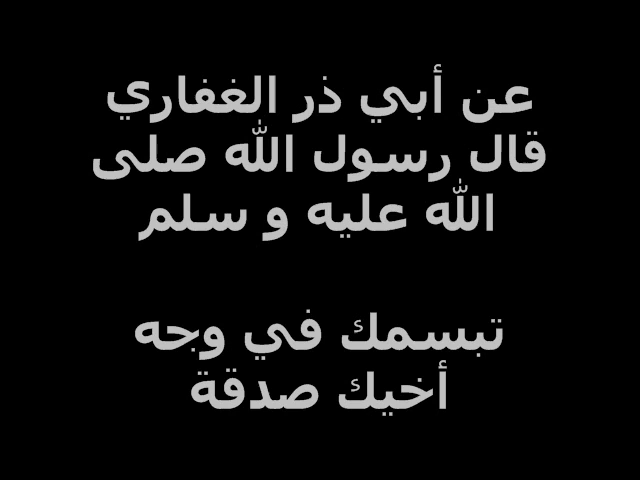 عن أبي ذر الغفاري
قال رسول الله صلى
الله عليه و سلم
تبسمك في وجه
أخيك صدقة